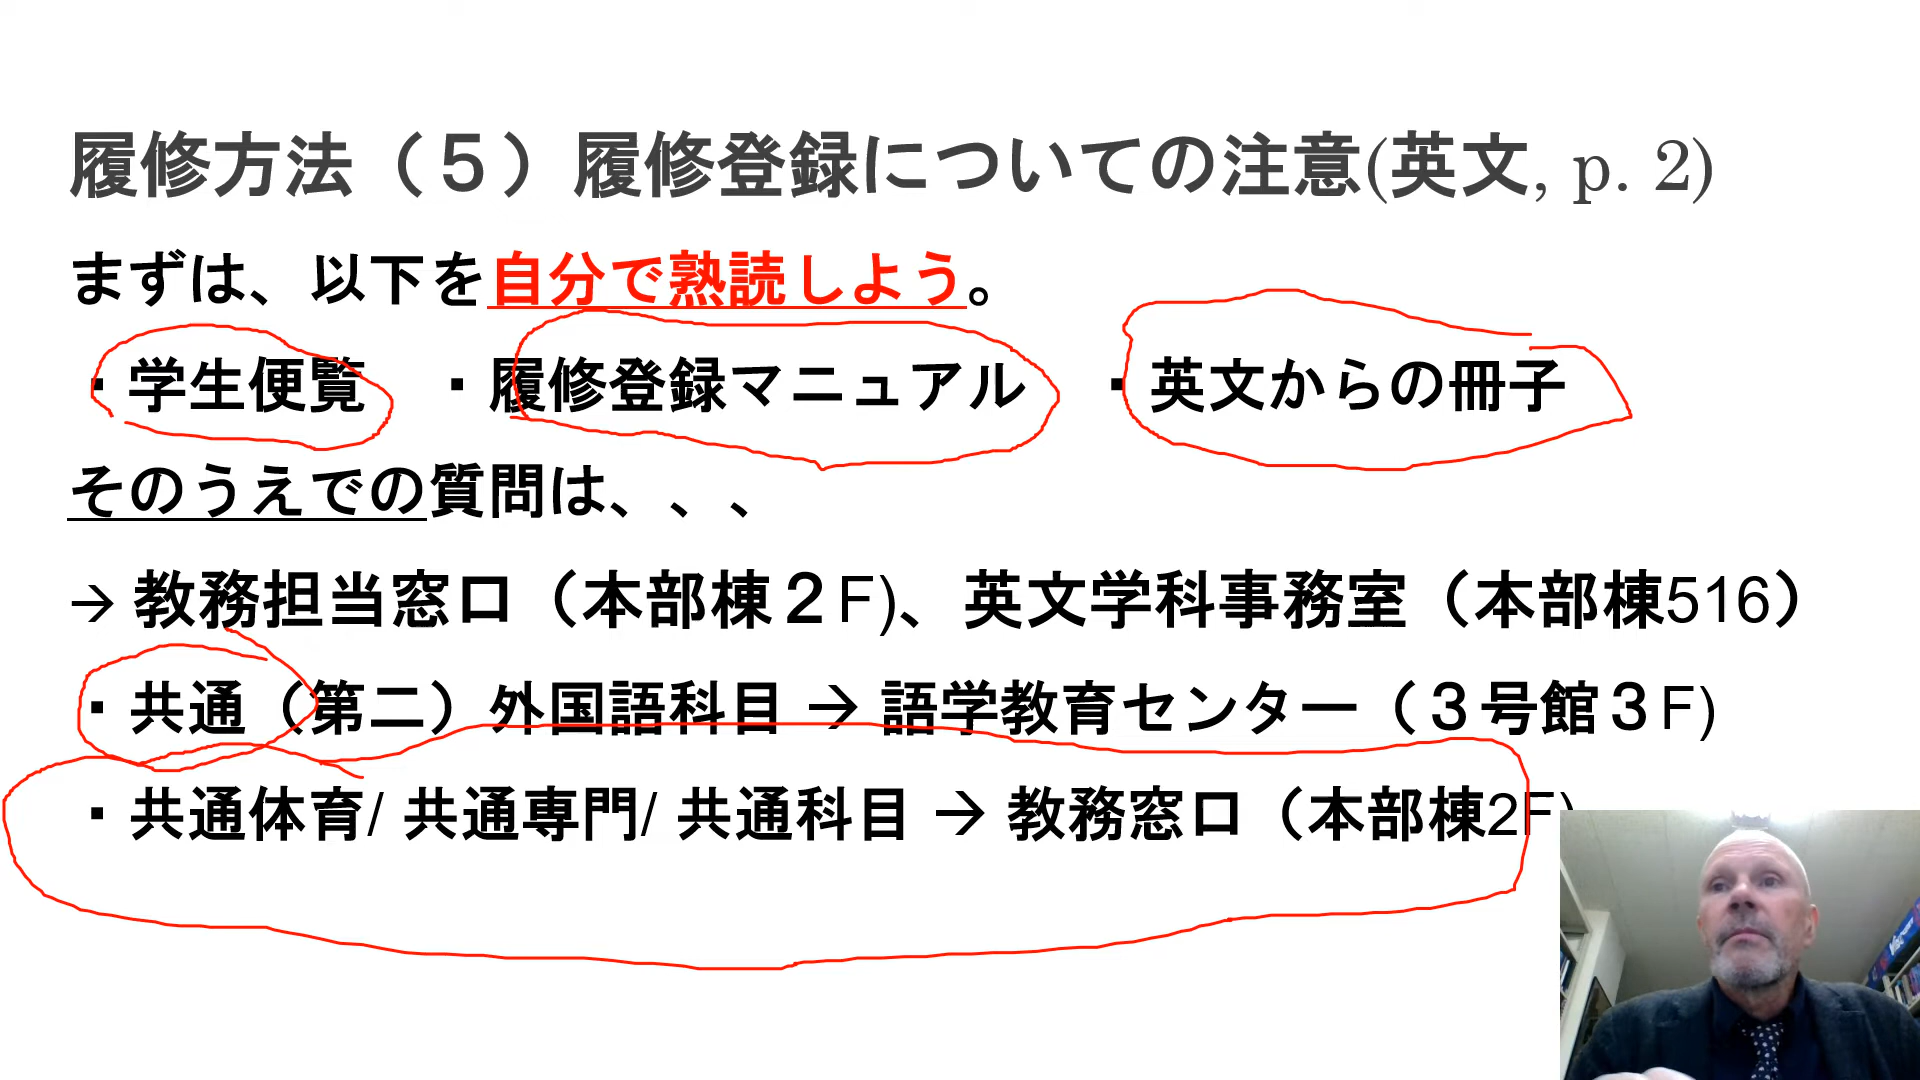 履修方法（５）履修登録についての注意(英文, p. 2)
まずは、以下を自分で熟読しよう。
・学生便覧　・履修登録マニュアル　・英文からの冊子
そのうえでの質問は、、、
→ 教務担当窓口（本部棟２F)、英文学科事務室（本部棟516）
・共通（第二）外国語科目 → 語学教育センター（３号館３F)
・共通体育/ 共通専門/ 共通科目 → 教務窓口（本部棟2F)